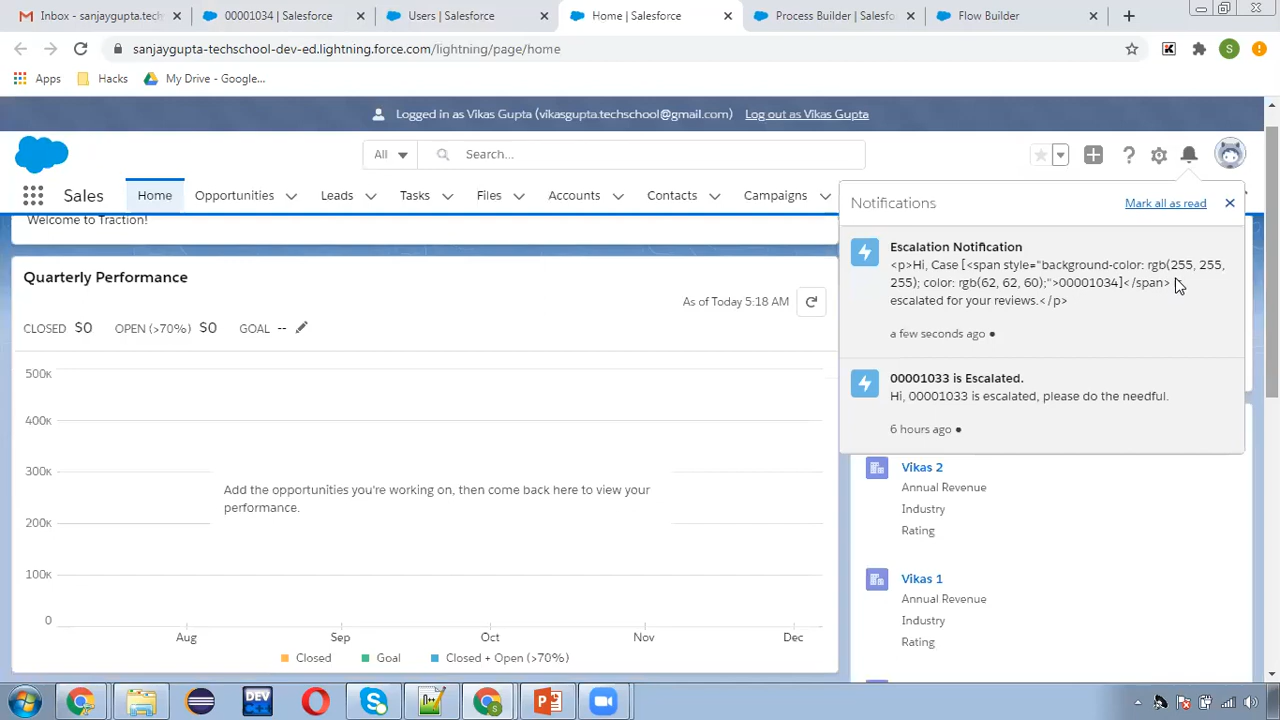 Inbox - sanjaygupta.tech
00001034 | Salesforce
Users | Salesforce
Home | Salesforce
Process Builder | Salesfo
Flow Builder
sanjaygupta-techschool-dev-ed.lightning.force.com/lightning/page/home
S
Apps
Hacks
My Drive - Google...
Logged in as Vikas Gupta (vikasgupta.techschool@gmail.com)
Log out as Vikas Gupta
All
Search...
Sales
Home
Opportunities
Leads
Tasks
Files
Accounts
Contacts
Campaigns
Welcome to Traction!
Notifications
Mark all as read
Escalation Notification
<p>Hi, Case [<span style="background-color: rgb(255, 255,
255); color: rgb(62, 62, 60);">00001034]</span>
escalated for your reviews.</p>
a few seconds ago
00001033 is Escalated.
Hi, 00001033 is escalated, please do the needful.
6 hours ago
Quarterly Performance
As of Today 5:18 AM
CLOSED $0 OPEN (>70%) $0 GOAL --
500K
400K
300K
200K
100K
0
Add the opportunities you're working on, then come back here to view your
performance.
Aug
Sep
Oct
Nov
Dec
Closed
Goal
Closed + Open (>70%)
Vikas 2
Annual Revenue
Industry
Rating
Vikas 1
Annual Revenue
Industry
Rating
DEV
C++